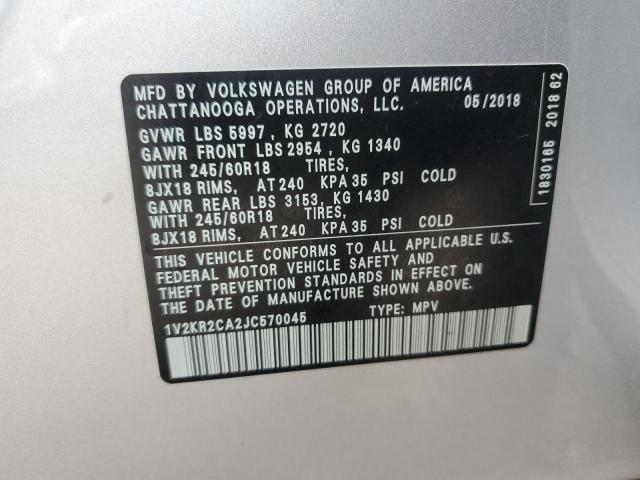 MFD BY VOLKSWAGEN GROUP OF AMERICA
CHATTANOOGA OPERATIONS, LLC. 05/2018
GVWR LBS 5997, KG 2720
GAWR FRONT LBS 2954, KG 1340
WITH 245/60R18 TIRES,
8JX18 RIMS, AT 240 KPA 35 PSI COLD
GAWR REAR LBS 3153, KG 1430
WITH 245/60R18 TIRES,
8JX18 RIMS, AT 240 KPA 35 PSI COLD
THIS VEHICLE CONFORMS TO ALL APPLICABLE U.S.
FEDERAL MOTOR VEHICLE SAFETY AND
THEFT PREVENTION STANDARDS IN EFFECT ON
THE DATE OF MANUFACTURE SHOWN ABOVE.
1V2KR2CA2JC570045 TYPE: MPV
1830165 2018 62